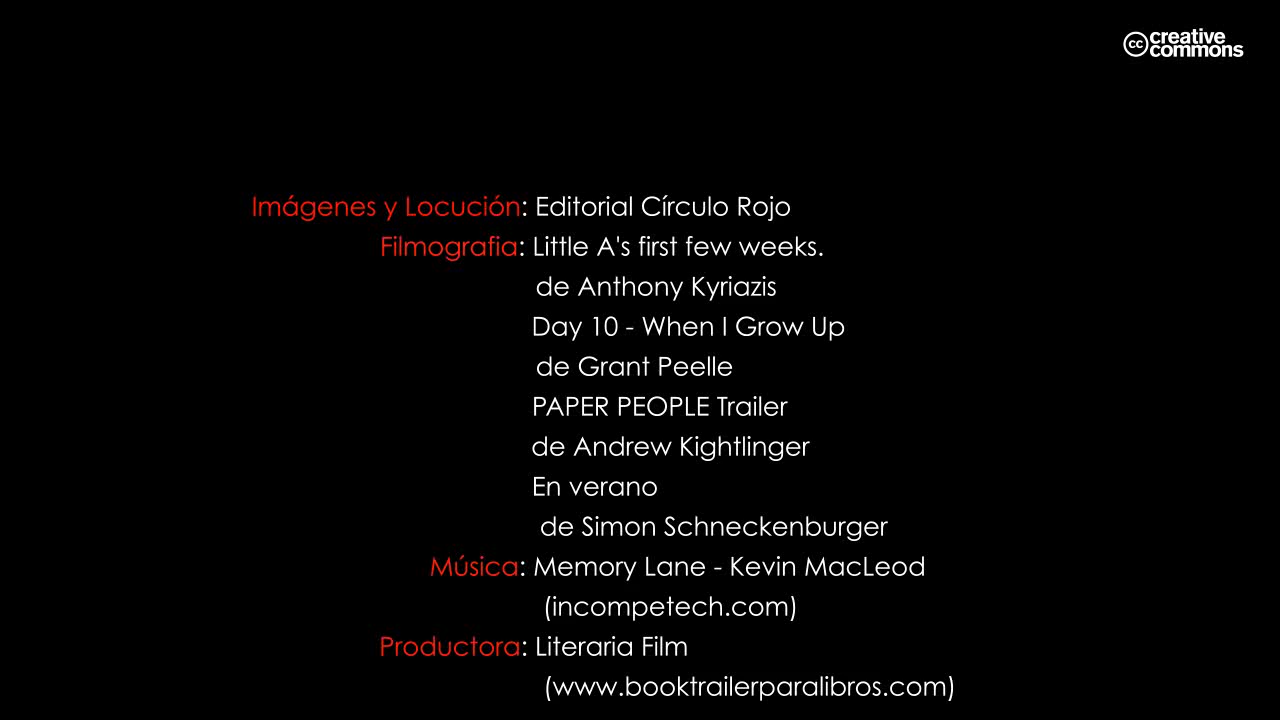 cc creative
commons
Imágenes y Locución: Editorial Círculo Rojo
Filmografia: Little A's first few weeks.
de Anthony Kyriazis
Day 10 - When I Grow Up
de Grant Peelle
PAPER PEOPLE Trailer
de Andrew Kightlinger
En verano
de Simon Schneckenburger
Música: Memory Lane - Kevin MacLeod
(incompetech.com)
Productora: Literaria Film
(www.booktrailerparalibros.com)